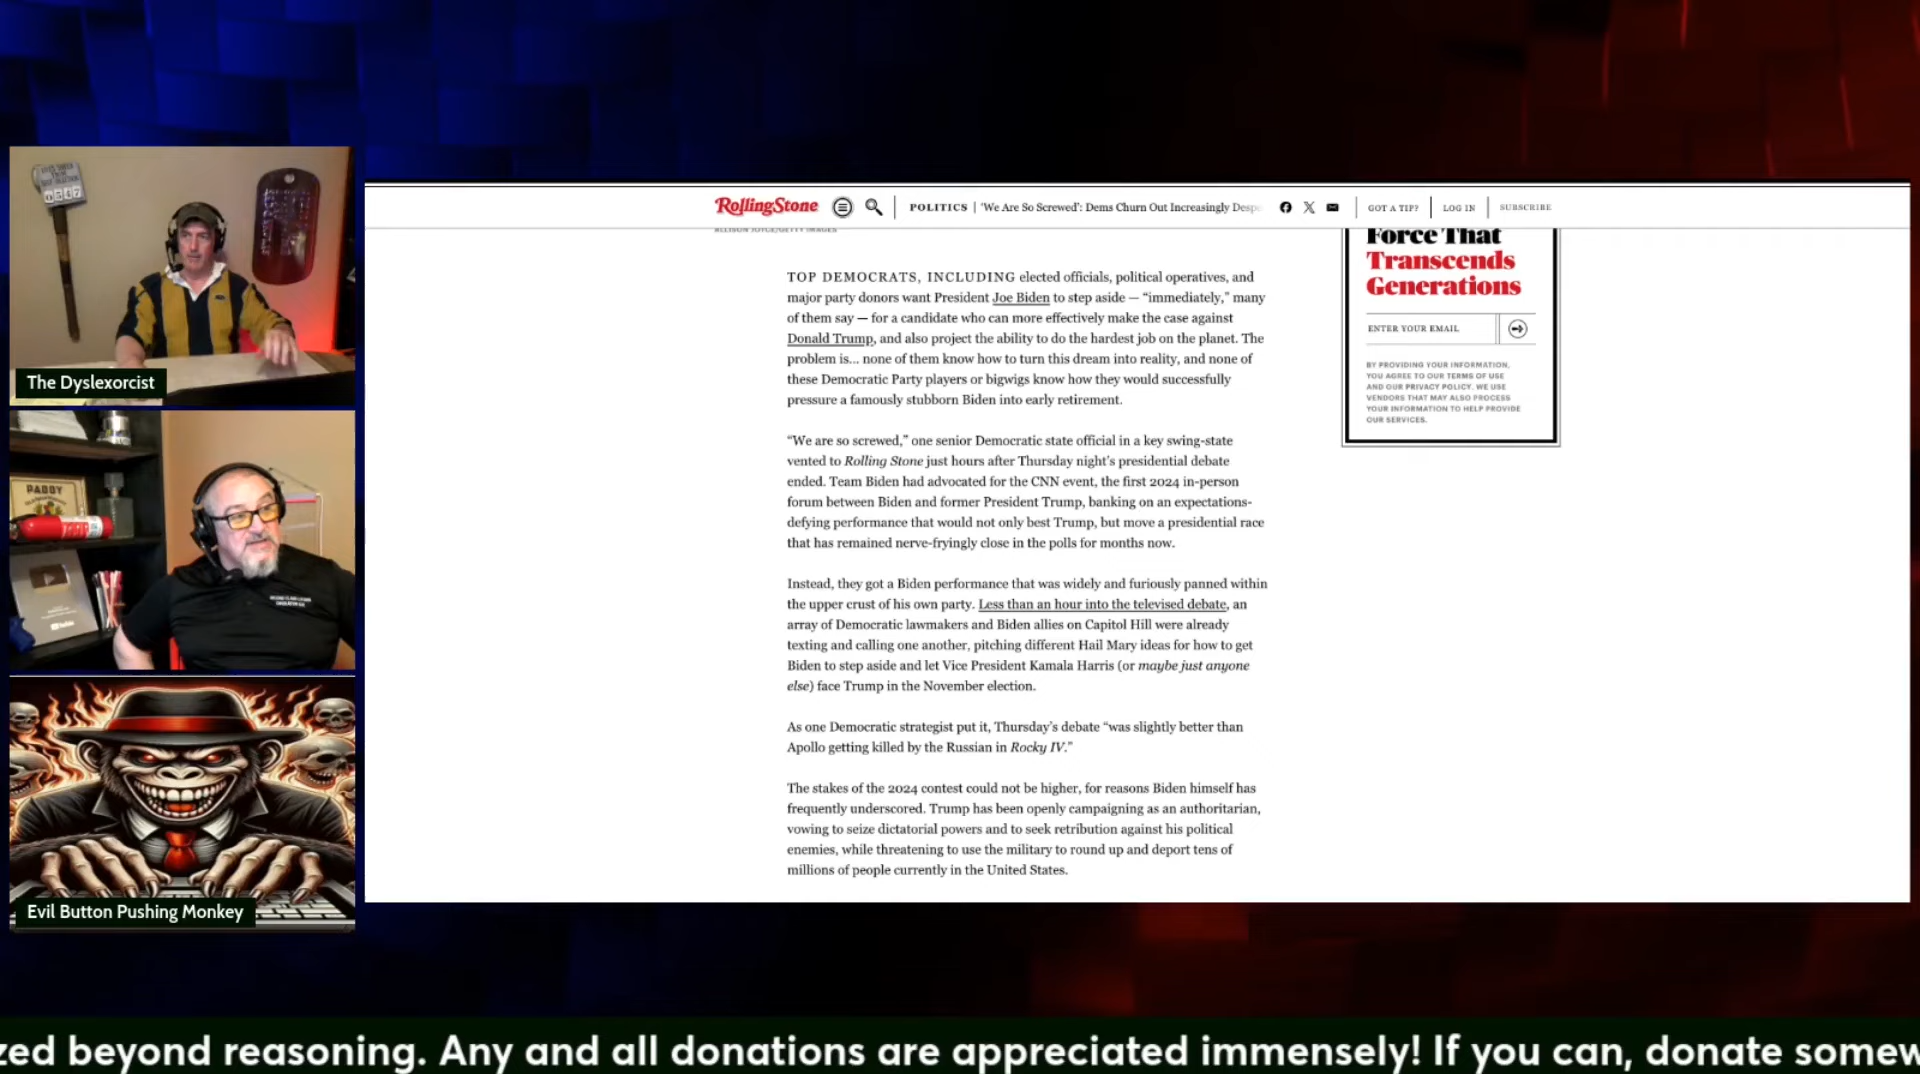 The Dyslexorcist
PABBY
Evil Button Pushing Monkey
RollingStone
POLITICS | ‘We Are So Screwed’: Dems Churn Out Increasingly Despe
GOT A TIP?
LOG IN
SUBSCRIBE
ALLISON JOYCE/GETTY IMAGES
TOP DEMOCRATS, INCLUDING elected officials, political operatives, and
major party donors want President Joe Biden to step aside — “immediately,” many
of them say — for a candidate who can more effectively make the case against
Donald Trump, and also project the ability to do the hardest job on the planet. The
problem is... none of them know how to turn this dream into reality, and none of
these Democratic Party players or bigwigs know how they would successfully
pressure a famously stubborn Biden into early retirement.
“We are so screwed,” one senior Democratic state official in a key swing-state
vented to Rolling Stone just hours after Thursday night’s presidential debate
ended. Team Biden had advocated for the CNN event, the first 2024 in-person
forum between Biden and former President Trump, banking on an expectations-
defying performance that would not only best Trump, but move a presidential race
that has remained nerve-fryingly close in the polls for months now.
Instead, they got a Biden performance that was widely and furiously panned within
the upper crust of his own party. Less than an hour into the televised debate, an
array of Democratic lawmakers and Biden allies on Capitol Hill were already
texting and calling one another, pitching different Hail Mary ideas for how to get
Biden to step aside and let Vice President Kamala Harris (or maybe just anyone
else) face Trump in the November election.
As one Democratic strategist put it, Thursday’s debate “was slightly better than
Apollo getting killed by the Russian in Rocky IV.”
The stakes of the 2024 contest could not be higher, for reasons Biden himself has
frequently underscored. Trump has been openly campaigning as an authoritarian,
vowing to seize dictatorial powers and to seek retribution against his political
enemies, while threatening to use the military to round up and deport tens of
millions of people currently in the United States.
Force That
Transcends
Generations
ENTER YOUR EMAIL
BY PROVIDING YOUR INFORMATION,
YOU AGREE TO OUR TERMS OF USE
AND OUR PRIVACY POLICY. WE USE
VENDORS THAT MAY ALSO PROCESS
YOUR INFORMATION TO HELP PROVIDE
OUR SERVICES.
zed beyond reasoning. Any and all donations are appreciated immensely! If you can, donate somew